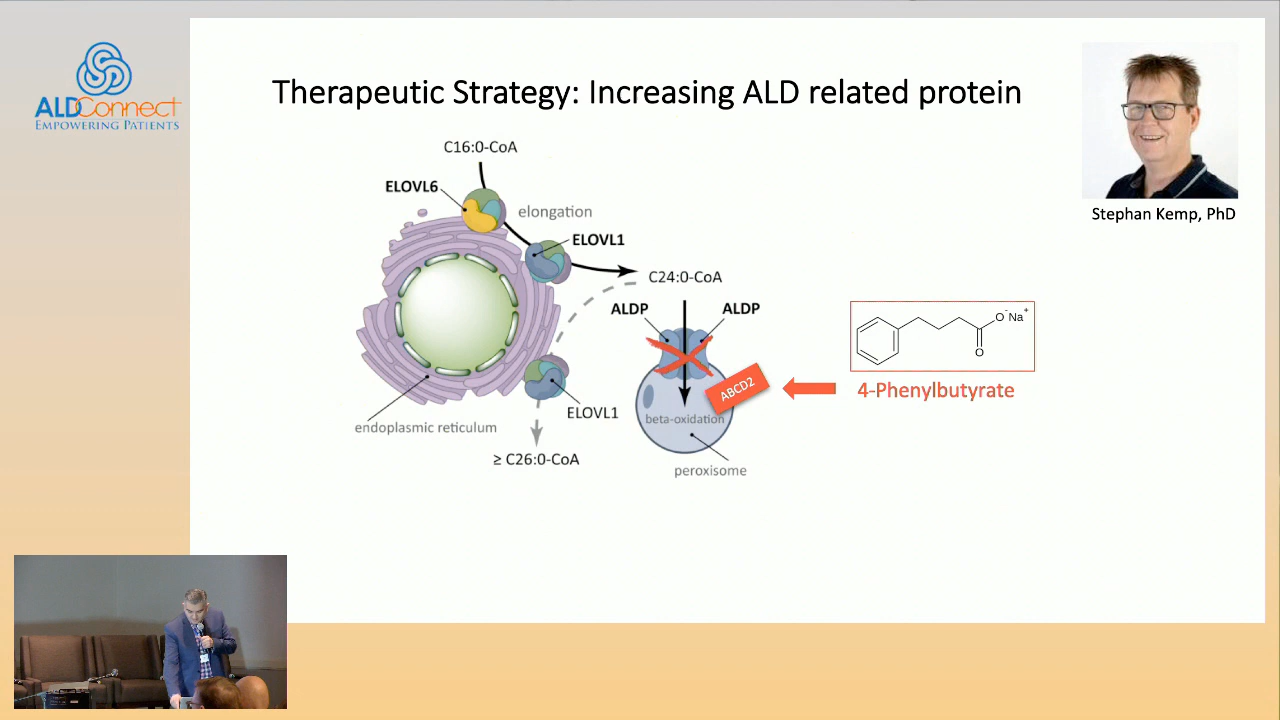 ALDConnect
EMPOWERING PATIENTS
Therapeutic Strategy: Increasing ALD related protein
Stephan Kemp, PhD
C16:0-CoA
ELOVL6
elongation
ELOVL1
C24:0-CoA
ALDP
ALDP
O⁻Na⁺
O
ABCD2
4-Phenylbutyrate
ELOVL1
beta-oxidation
endoplasmic reticulum
≥ C26:0-CoA
peroxisome